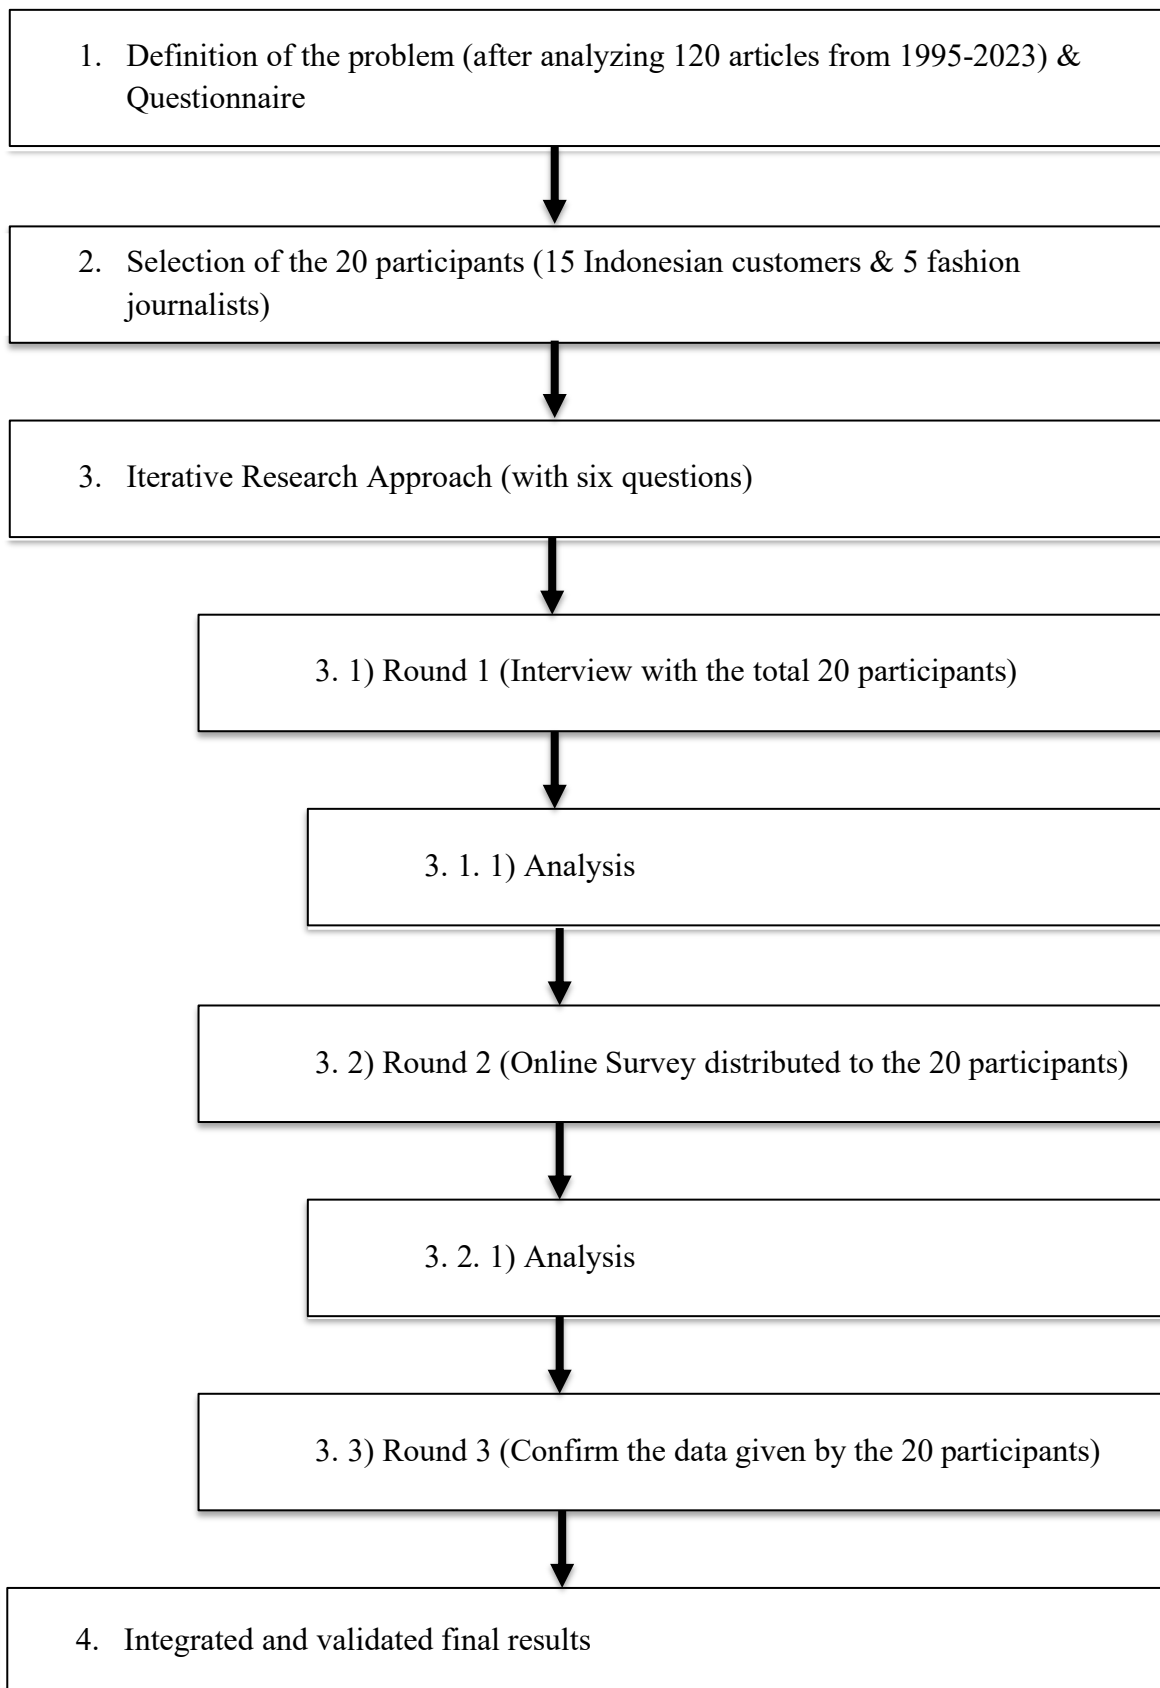 1. Definition of the problem (after analyzing 120 articles from 1995-2023) &
Questionnaire
2. Selection of the 20 participants (15 Indonesian customers & 5 fashion
journalists)
3. Iterative Research Approach (with six questions)
3. 1) Round 1 (Interview with the total 20 participants)
3. 1. 1) Analysis
3. 2) Round 2 (Online Survey distributed to the 20 participants)
3. 2. 1) Analysis
3. 3) Round 3 (Confirm the data given by the 20 participants)
4. Integrated and validated final results